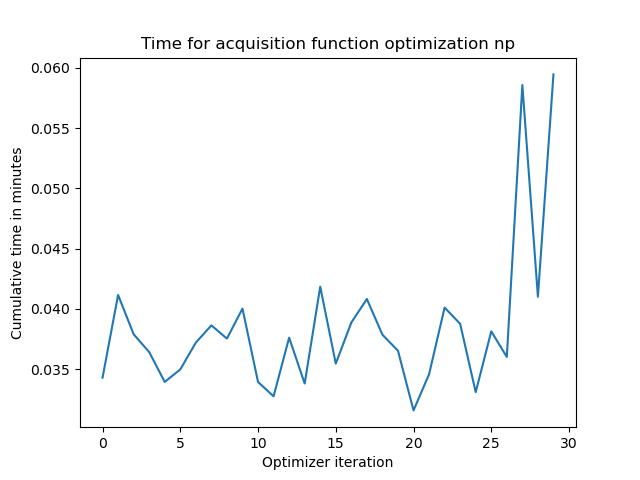 Time for acquisition function optimization np
0.060
0.055
0.050
0.045
0.040
0.035
Cumulative time in minutes
0 5 10 15 20 25 30
Optimizer iteration